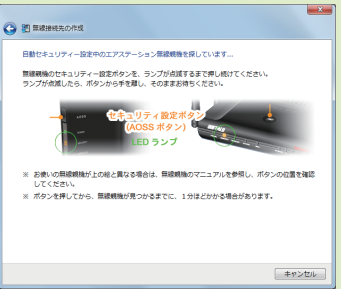 無線接続先の作成
自動セキュリティー設定中のエアステーション無線親機を探しています...
無線親機のセキュリティー設定ボタンを、ランプが点滅するまで押し続けてください。
ランプが点滅したら、ボタンから手を離し、そのままお待ちください。
セキュリティ設定ボタン
(AOSS ボタン)
LED ランプ
※ お使いの無線親機が上の絵と異なる場合は、無線親機のマニュアルを参照し、ボタンの位置を確認
してください。
※ ボタンを押してから、無線親機が見つかるまでに、1分ほどかかる場合があります。
キャンセル